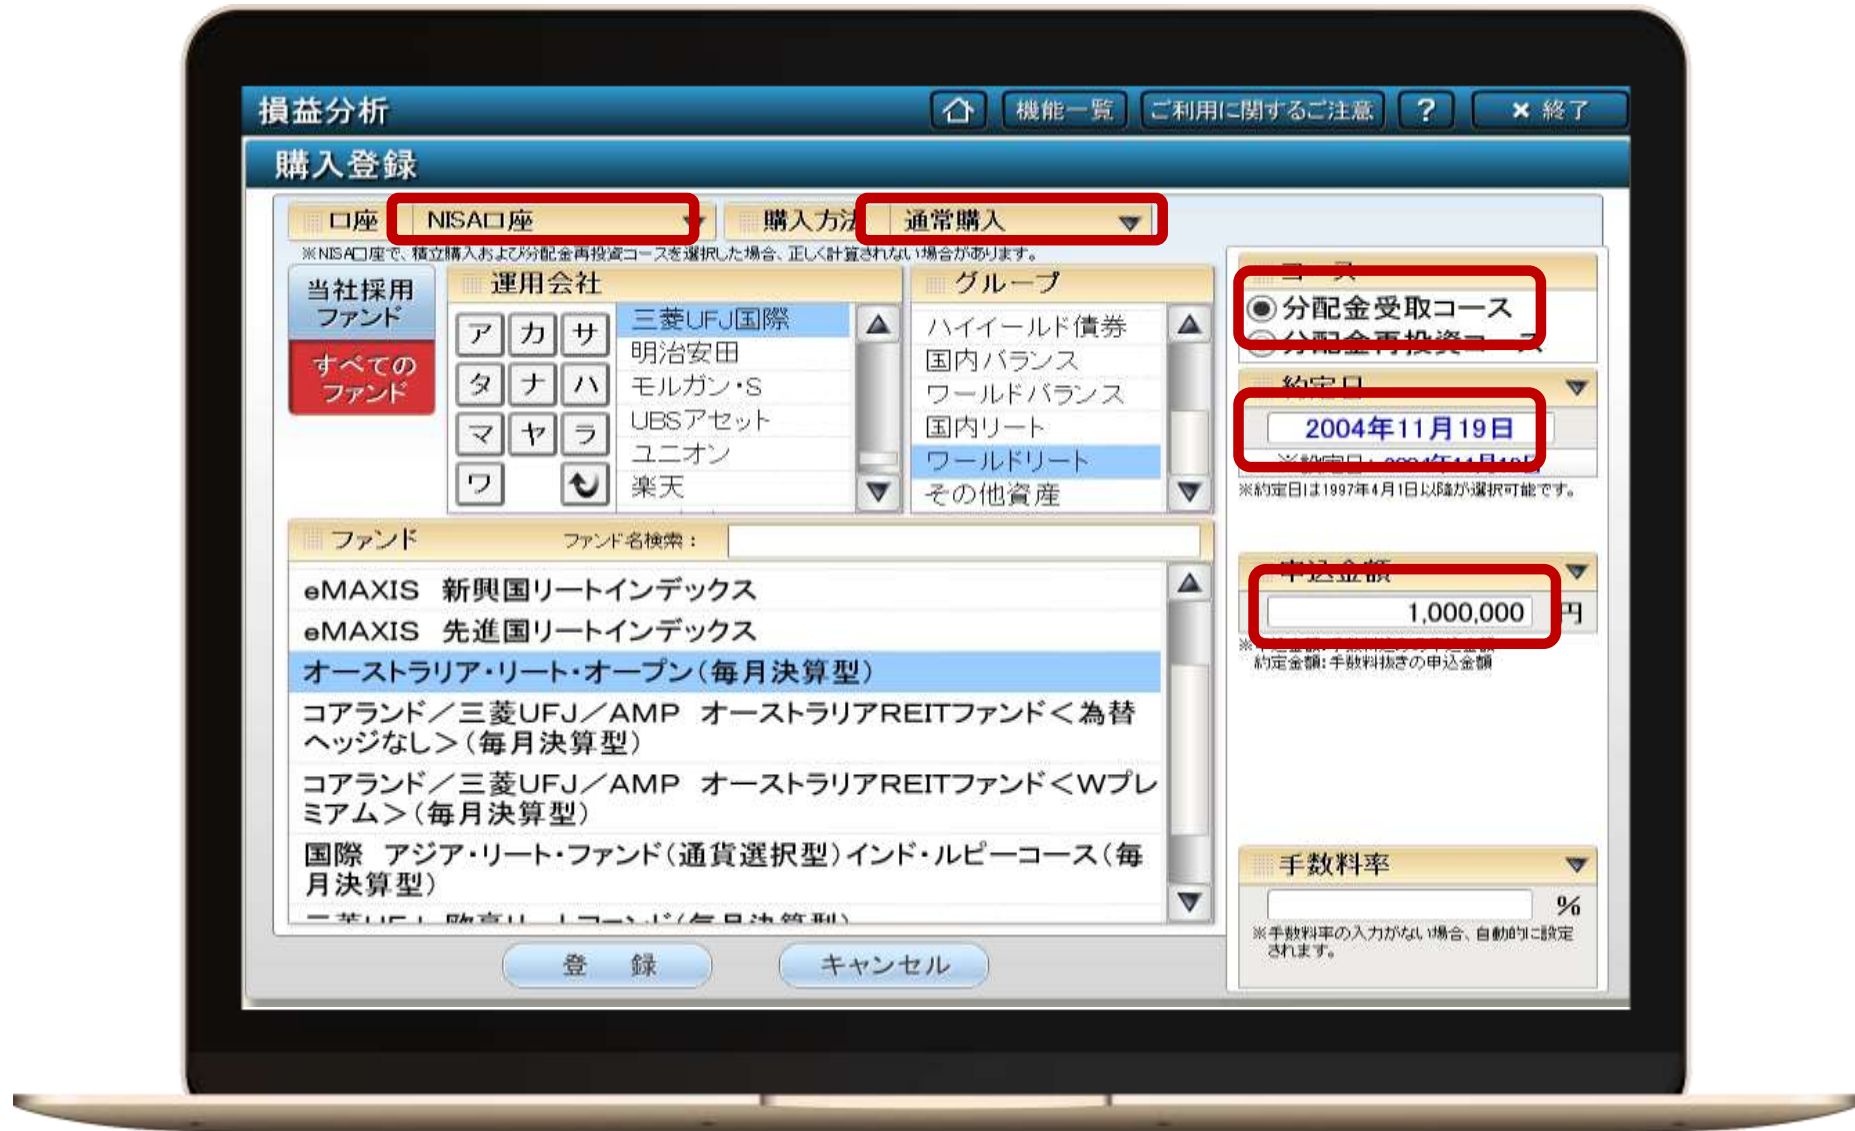 損益分析
機能一覧
ご利用に関するご注意
?
× 終了
購入登録
口座
NISA口座
購入方法
通常購入
※NISA口座で、積立購入および分配金再投資コースを選択した場合、正しく計算されない場合があります。
当社採用
ファンド
すべての
ファンド
運用会社
ア カ サ
タ ナ ハ
マ ヤ ラ
ワ
三菱UFJ国際
明治安田
モルガン・S
UBSアセット
ユニオン
楽天
グループ
ハイイールド債券
国内バランス
ワールドバランス
国内リート
ワールドリート
その他資産
コース
分配金受取コース
分配金再投資コース
約定日
2004年11月19日
※約定日は1997年4月1日以降が選択可能です。
ファンド
ファンド名検索：
eMAXIS 新興国リートインデックス
eMAXIS 先進国リートインデックス
オーストラリア・リート・オープン（毎月決算型）
コアランド／三菱UFJ／AMP オーストラリアREITファンド＜為替
ヘッジなし＞（毎月決算型）
コアランド／三菱UFJ／AMP オーストラリアREITファンド＜Wプレ
ミアム＞（毎月決算型）
国際 アジア・リート・ファンド（通貨選択型）インド・ルピーコース（毎
月決算型）
申込金額
1,000,000 円
約定金額：手数料抜きの申込金額
手数料率
%
※手数料率の入力がない場合、自動的に設定
されます。
登 録
キャンセル